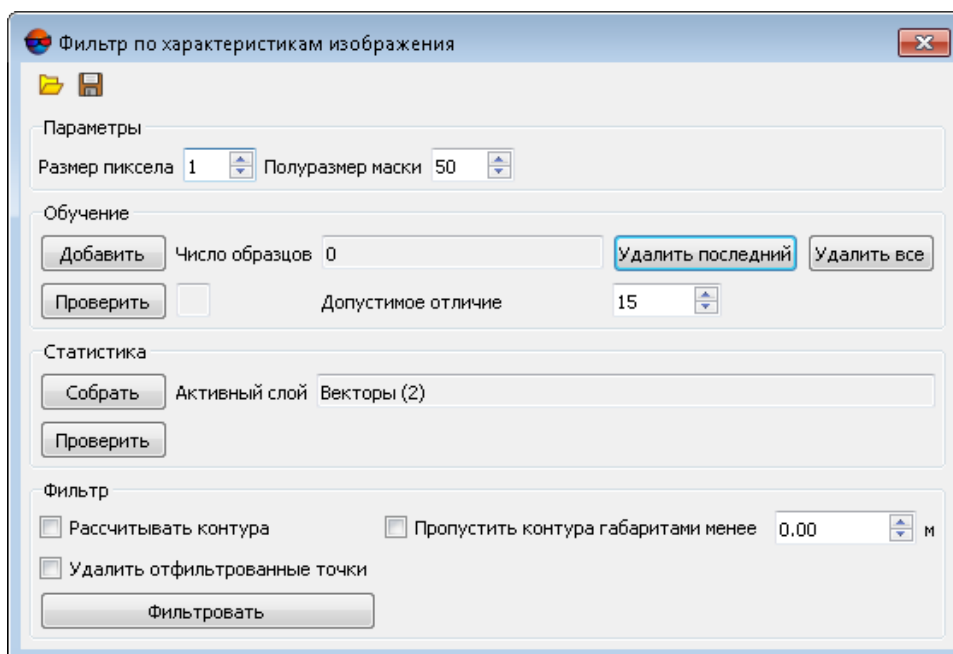 Фильтр по характеристикам изображения
Параметры
Размер пиксела 1 Полуразмер маски 50
Обучение
Добавить Число образцов 0 Удалить последний Удалить все
Проверить Допустимое отличие 15
Статистика
Собрать Активный слой Векторы (2)
Проверить
Фильтр
Рассчитывать контура Пропустить контура габаритами менее 0.00 м
Удалить отфильтрованные точки
Фильтровать